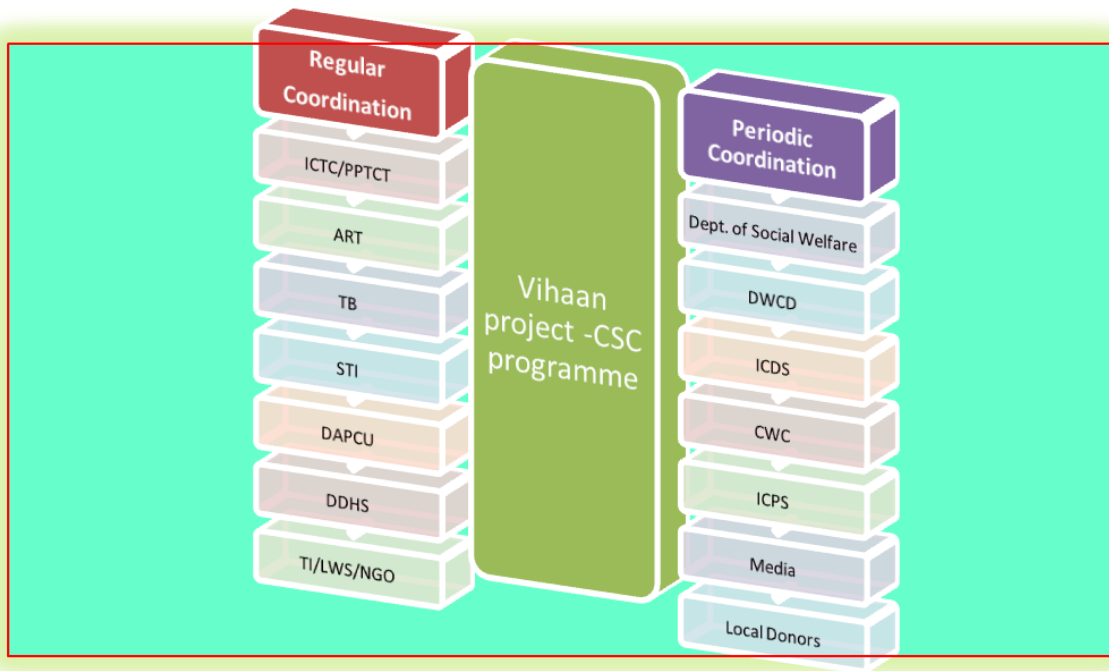 Regular
Coordination
ICTC/PPTCT
ART
TB
STI
DAPCU
DDHS
TI/LWS/NGO
Vihaan
project -CSC
programme
Periodic
Coordination
Dept. of Social Welfare
DWCD
ICDS
CWC
ICPS
Media
Local Donors